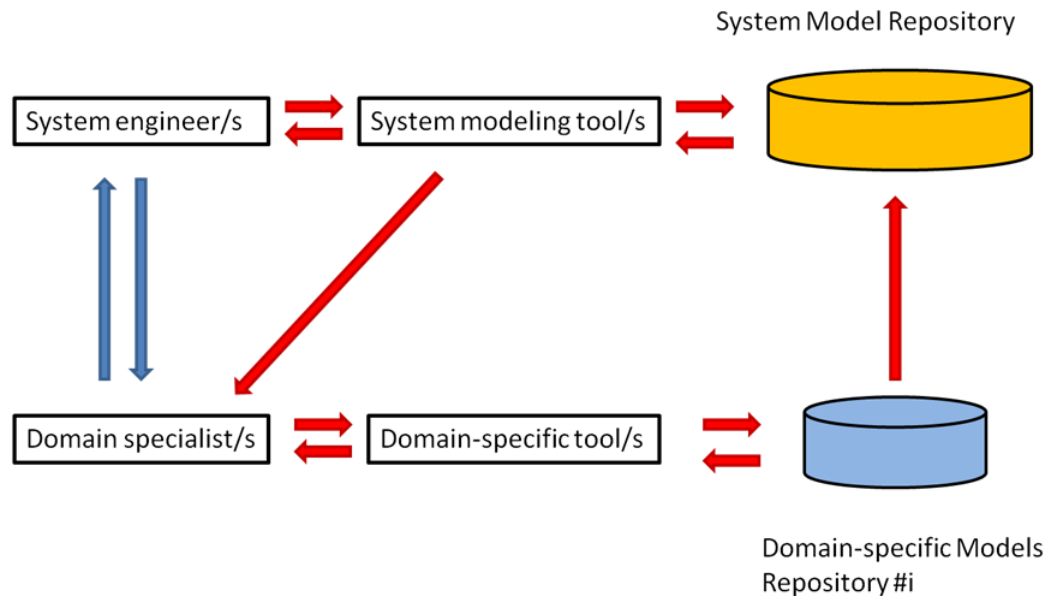 System Model Repository
System engineer/s
System modeling tool/s
Domain specialist/s
Domain-specific tool/s
Domain-specific Models
Repository #i